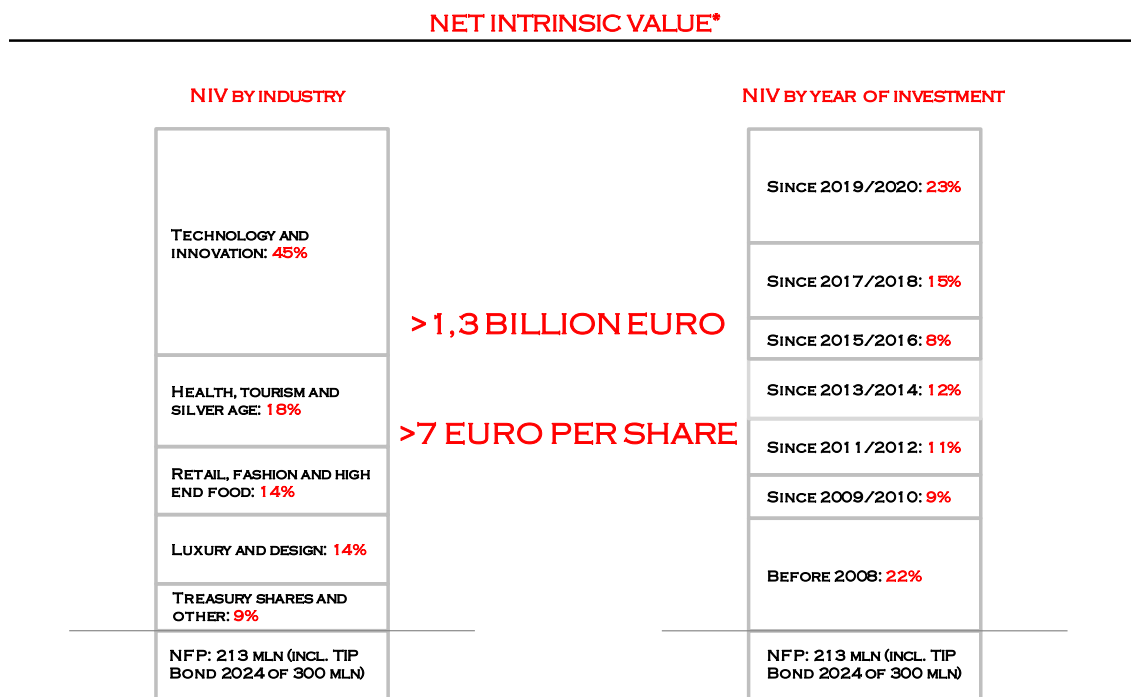 NET INTRINSIC VALUE*
NIV BY INDUSTRY
TECHNOLOGY AND
INNOVATION: 45%
HEALTH, TOURISM AND
SILVER AGE: 18%
RETAIL, FASHION AND HIGH
END FOOD: 14%
LUXURY AND DESIGN: 14%
TREASURY SHARES AND
OTHER: 9%
NFP: 213 MLN (INCL. TIP
BOND 2024 OF 300 MLN)
>1,3 BILLION EURO
>7 EURO PER SHARE
NIV BY YEAR OF INVESTMENT
SINCE 2019/2020: 23%
SINCE 2017/2018: 15%
SINCE 2015/2016: 8%
SINCE 2013/2014: 12%
SINCE 2011/2012: 11%
SINCE 2009/2010: 9%
BEFORE 2008: 22%
NFP: 213 MLN (INCL. TIP
BOND 2024 OF 300 MLN)